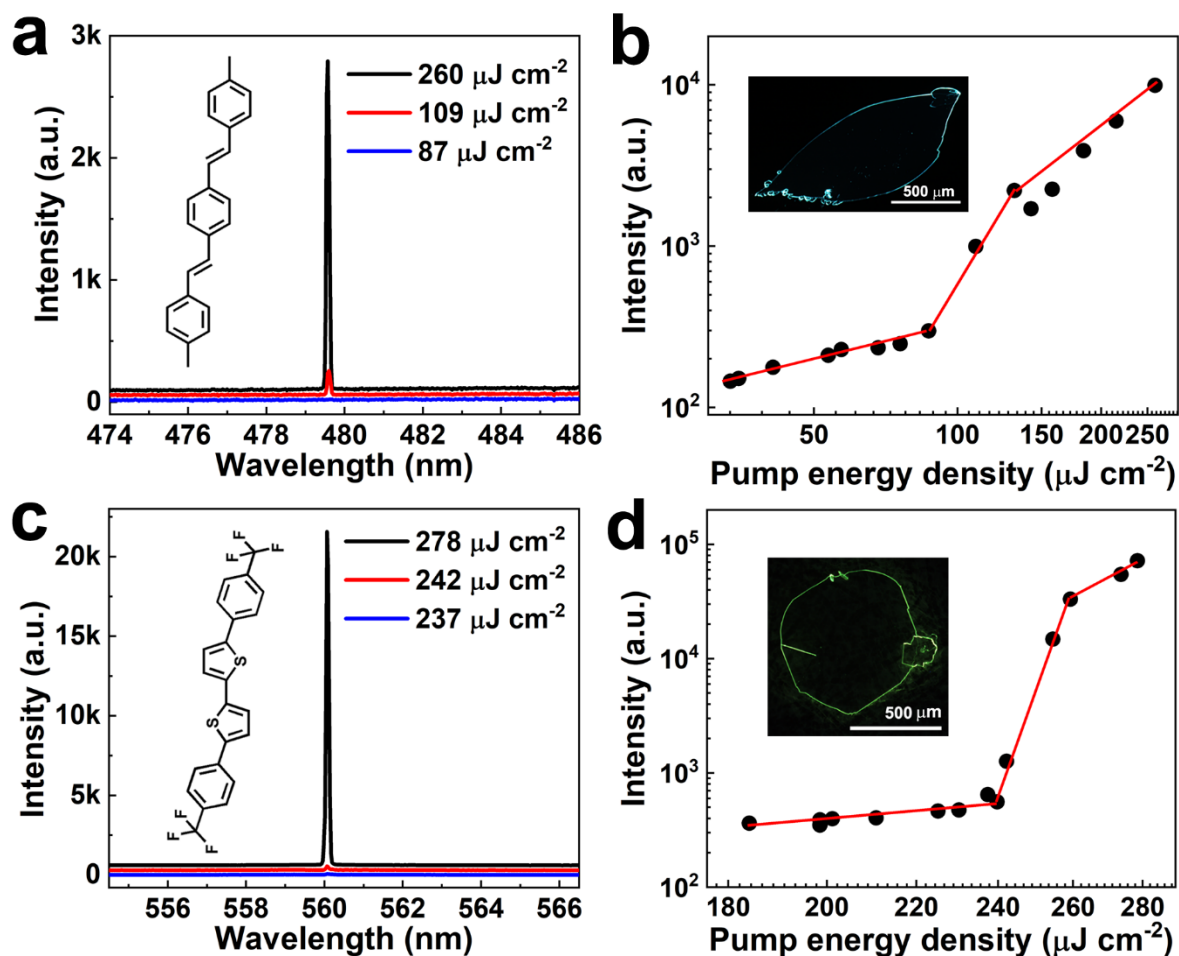 a
3k
2k
1k
0
Intensity (a.u.)
260 μJ cm⁻²
109 μJ cm⁻²
87 μJ cm⁻²
474 476 478 480 482 484 486
Wavelength (nm)
b
10⁴
10³
10²
Intensity (a.u.)
500 μm
50 100 150 200 250
Pump energy density (μJ cm⁻²)
c
20k
15k
10k
5k
0
Intensity (a.u.)
F
F
F
S
S
F
F
F
278 μJ cm⁻²
242 μJ cm⁻²
237 μJ cm⁻²
556 558 560 562 564 566
Wavelength (nm)
d
10⁵
10⁴
10³
10²
Intensity (a.u.)
500 μm
180 200 220 240 260 280
Pump energy density (μJ cm⁻²)